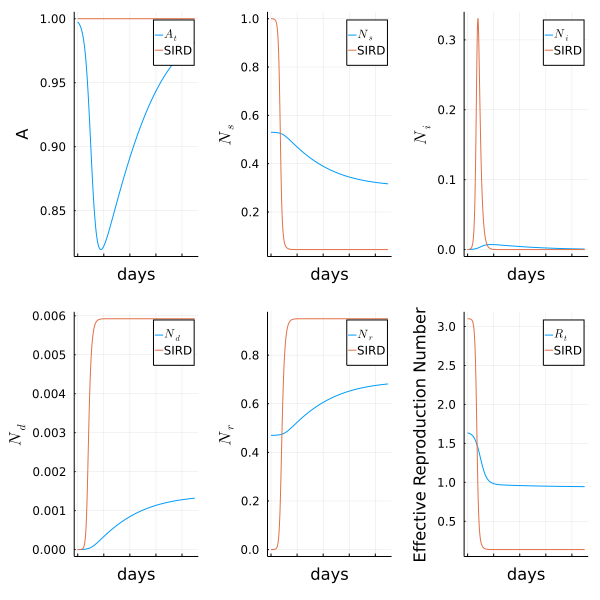 1.00
0.95
0.90
0.85
A
A_t
SIRD
days
1.0
0.8
0.6
0.4
0.2
N_s
N_s
SIRD
days
0.3
0.2
0.1
0.0
N_i
N_i
SIRD
days
0.006
0.005
0.004
0.003
0.002
0.001
0.000
N_d
N_d
SIRD
days
0.8
0.6
0.4
0.2
0.0
N_r
N_r
SIRD
days
3.0
2.5
2.0
1.5
1.0
0.5
Effective Reproduction Number
R_t
SIRD
days